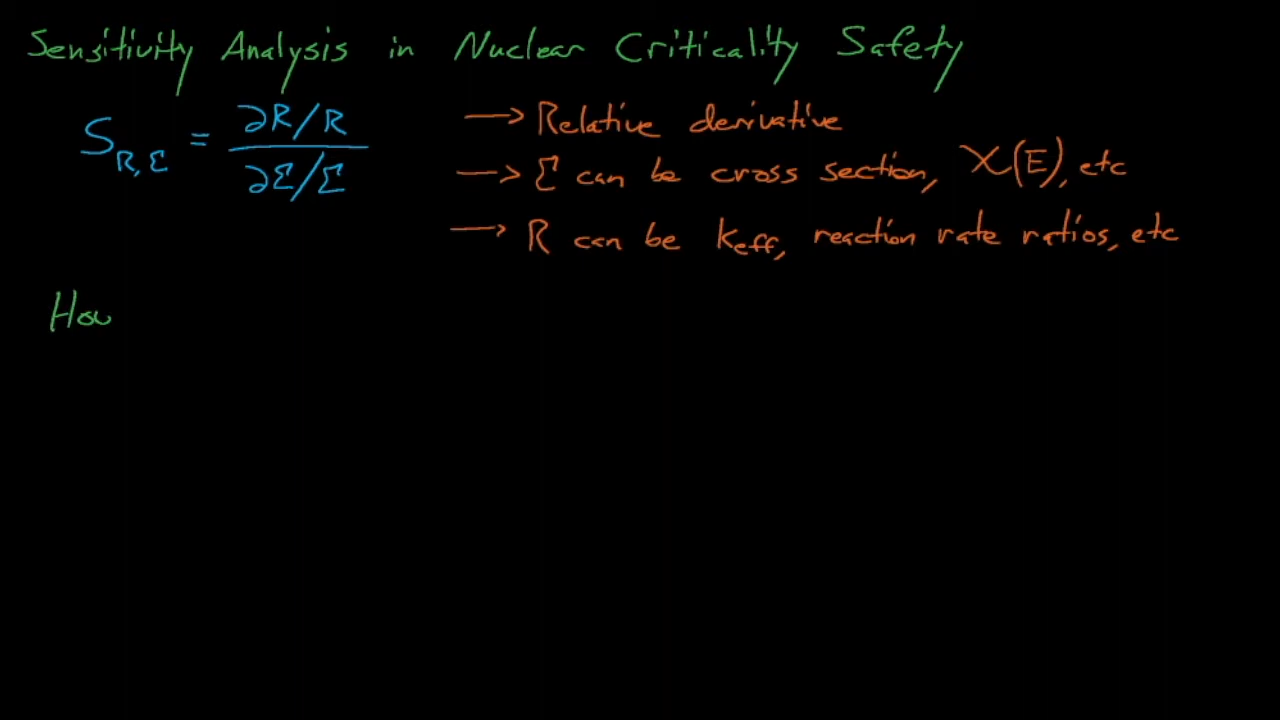 Sensitivity Analysis in Nuclear Criticality Safety
S_{R,Σ} = (∂R/R)/(∂Σ/Σ)
→ Relative derivative
→ Σ can be cross section, χ(E), etc
→ R can be keff, reaction rate ratios, etc
How